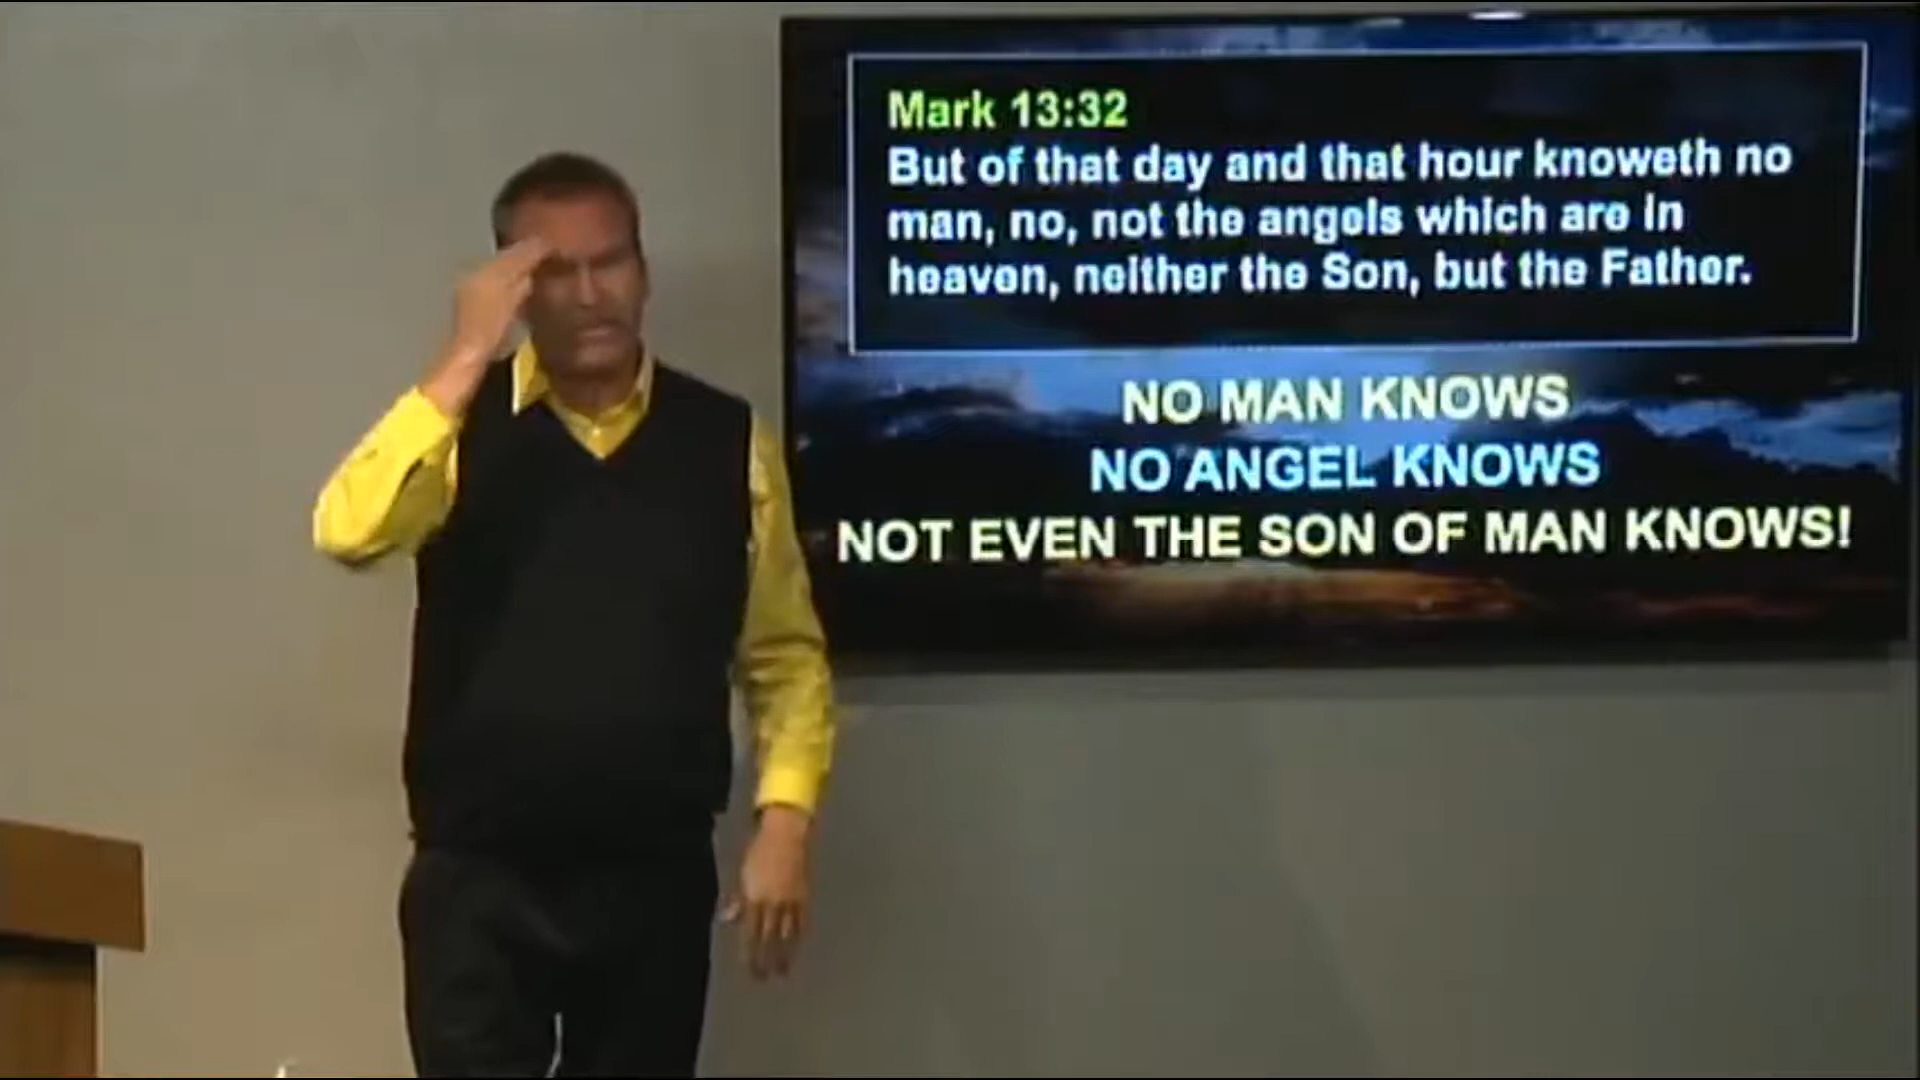 Mark 13:32
But of that day and that hour knoweth no
man, no, not the angels which are in
heaven, neither the Son, but the Father.
NO MAN KNOWS
NO ANGEL KNOWS
NOT EVEN THE SON OF MAN KNOWS!